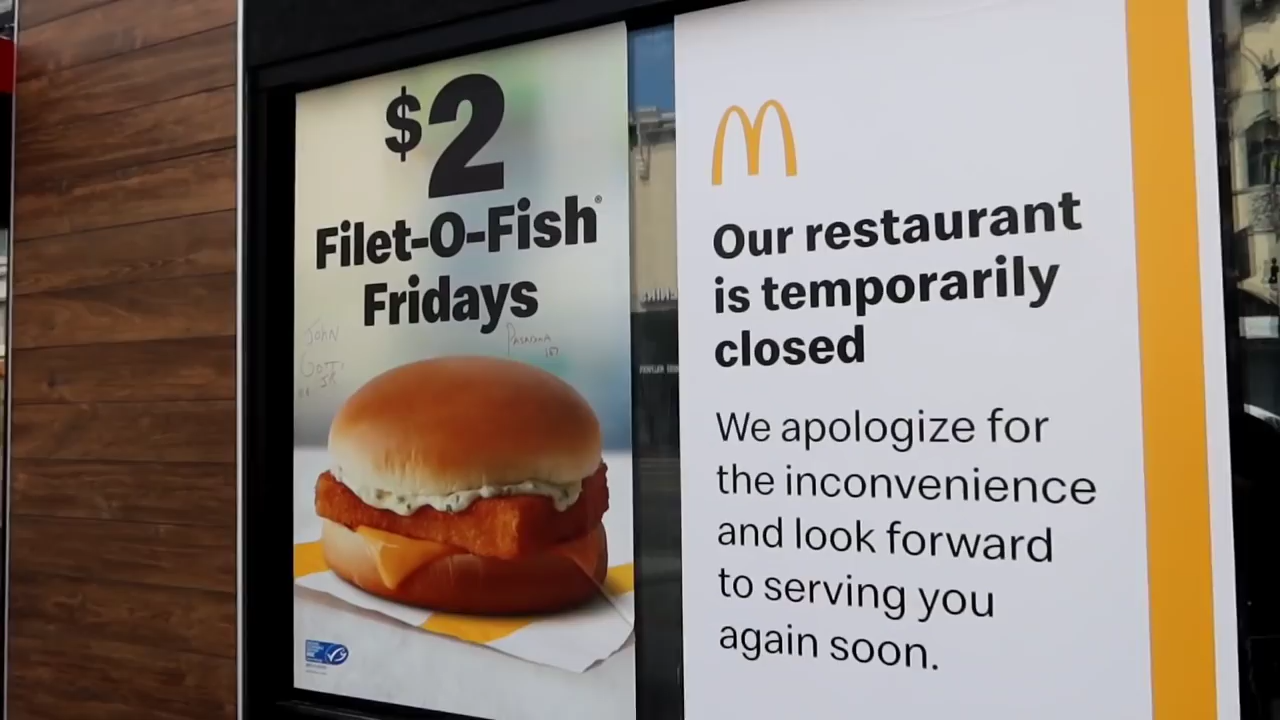 $2
Filet-O-Fish®
Fridays
JOHN
Our restaurant
is temporarily
closed
We apologize for
the inconvenience
and look forward
to serving you
again soon.